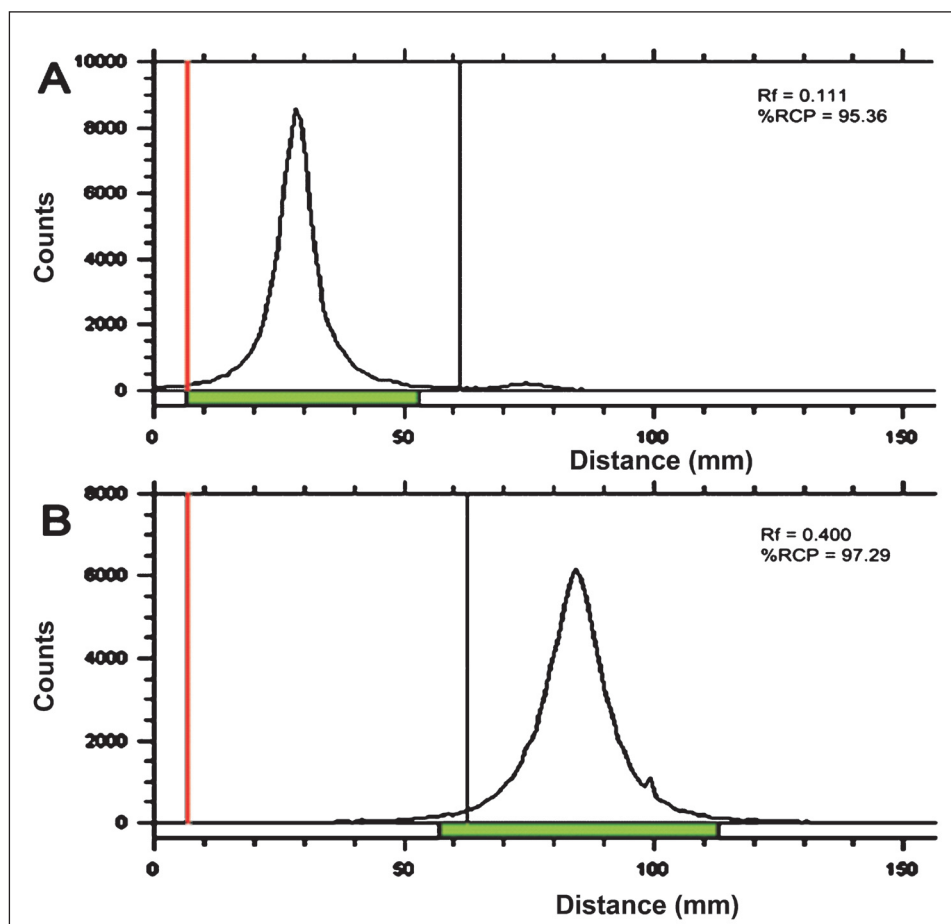 A
10000
8000
6000
4000
2000
0
Counts
Rf = 0.111
%RCP = 95.36
0 50 100 150
Distance (mm)
B
8000
6000
4000
2000
0
Counts
Rf = 0.400
%RCP = 97.29
0 50 100 150
Distance (mm)